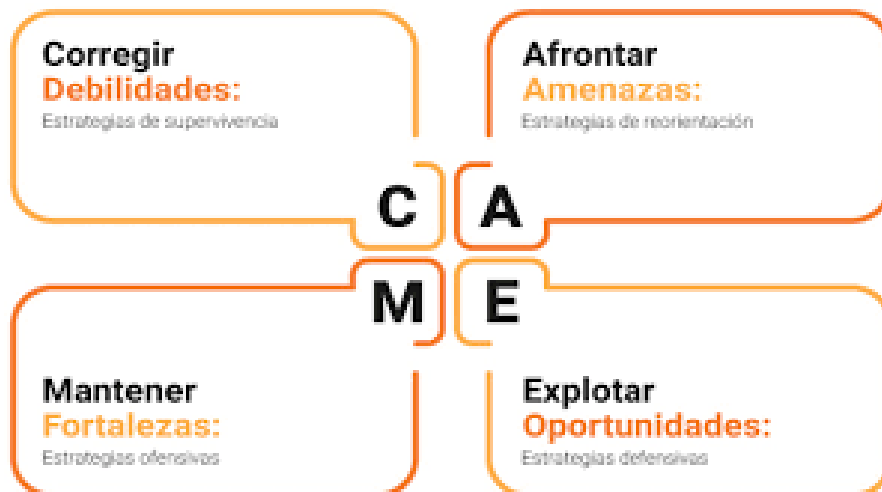 Corregir
Debilidades:
Estrategias de supervivencia
Afrontar
Amenazas:
Estrategias de reorientación
C A
M E
Mantener
Fortalezas:
Estrategias ofensivas
Explotar
Oportunidades:
Estrategias defensivas